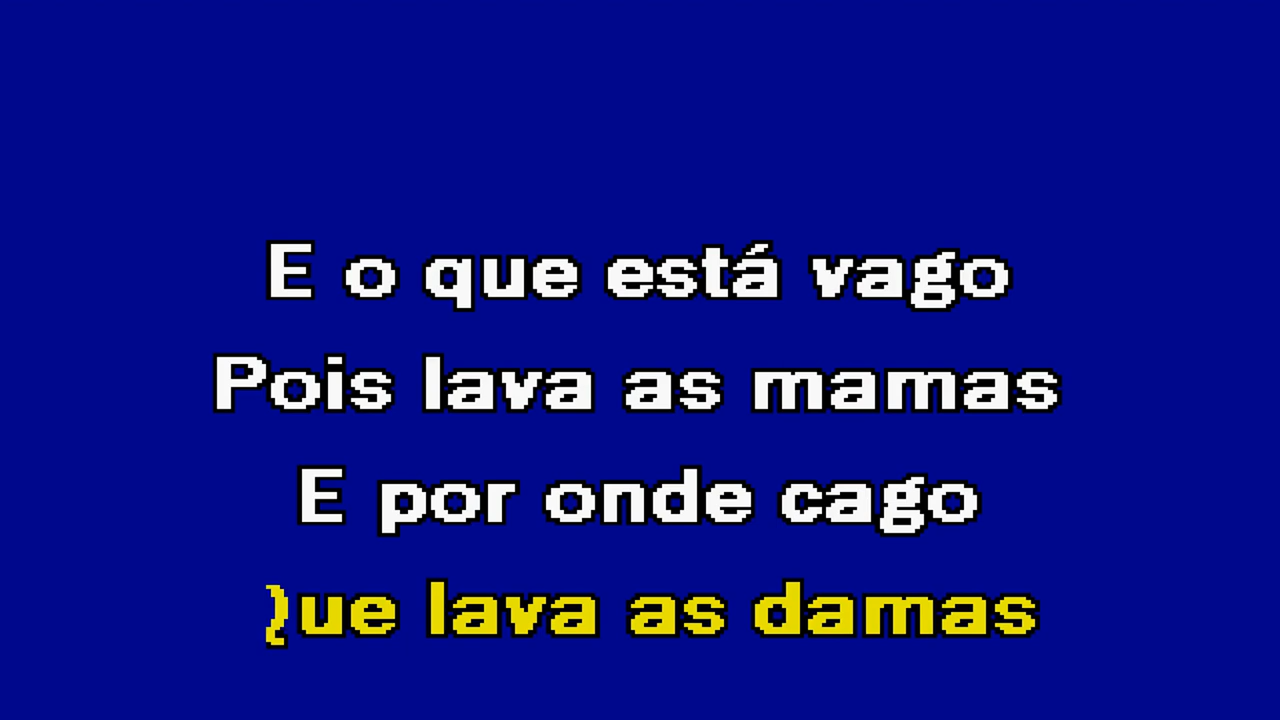 E o que está vago
Pois lava as mamas
E por onde cago
Que lava as damas